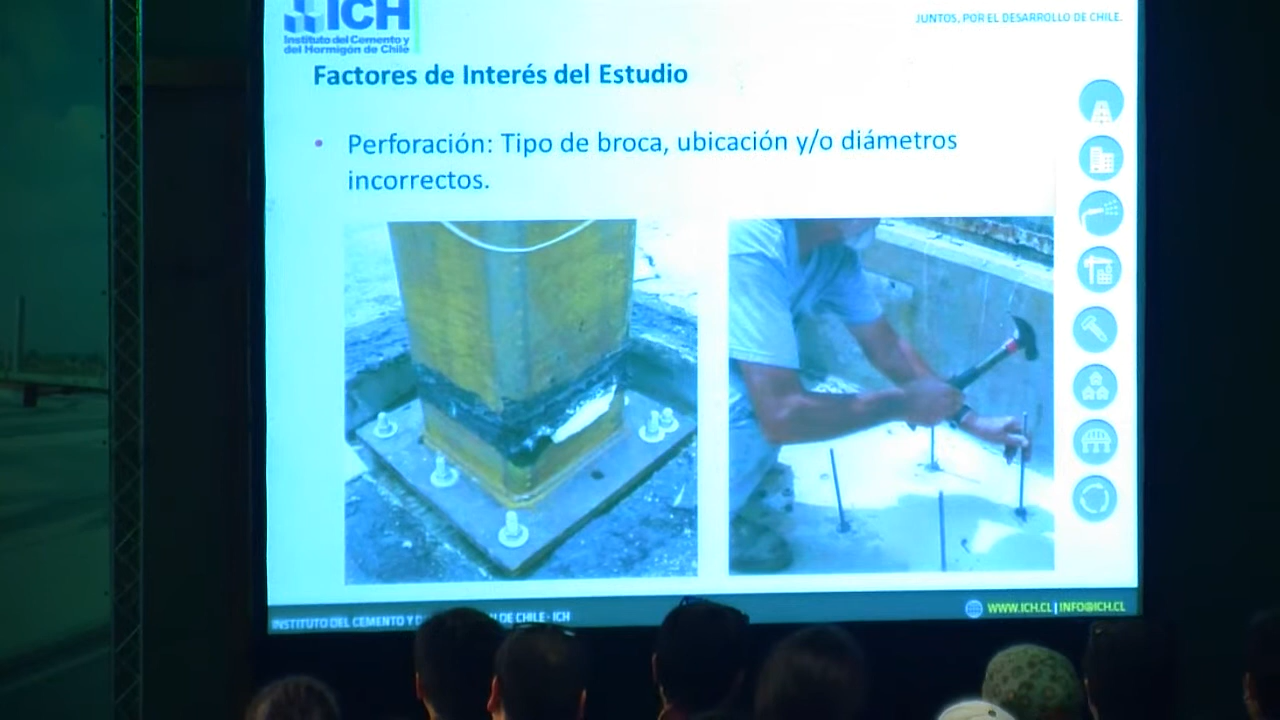 ICH
Instituto del Cemento y
del Hormigón de Chile
JUNTOS, POR EL DESARROLLO DE CHILE.
Factores de Interés del Estudio
• Perforación: Tipo de broca, ubicación y/o diámetros
incorrectos.
INSTITUTO DEL CEMENTO Y DE CHILE - ICH
WWW.ICH.CL | INFO@ICH.CL